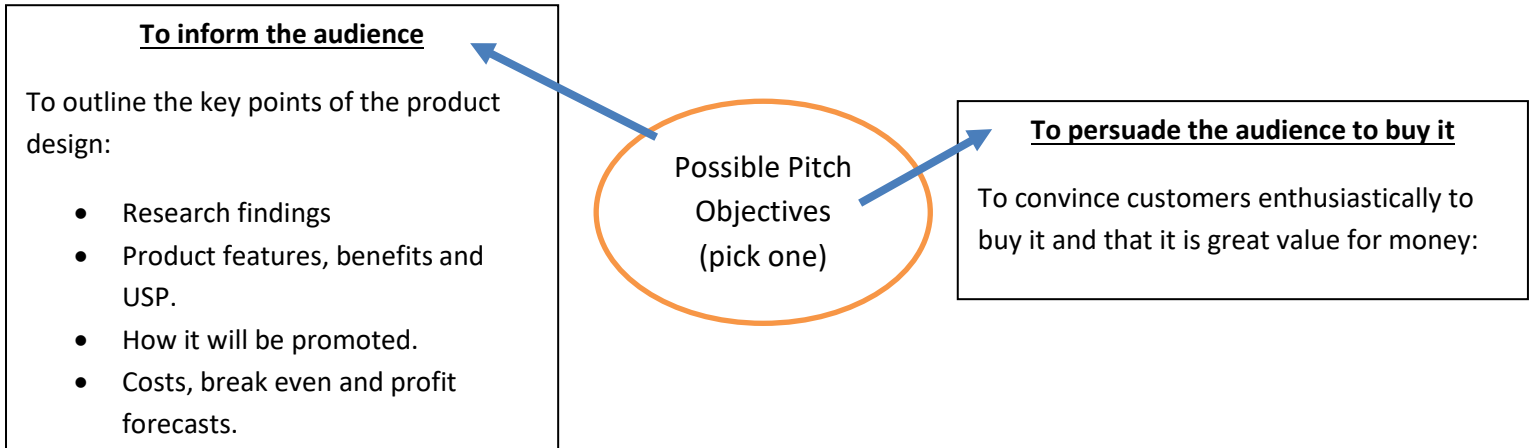 To inform the audience
To outline the key points of the product
design:
• Research findings
• Product features, benefits and
USP.
• How it will be promoted.
• Costs, break even and profit
forecasts.
Possible Pitch
Objectives
(pick one)
To persuade the audience to buy it
To convince customers enthusiastically to
buy it and that it is great value for money: